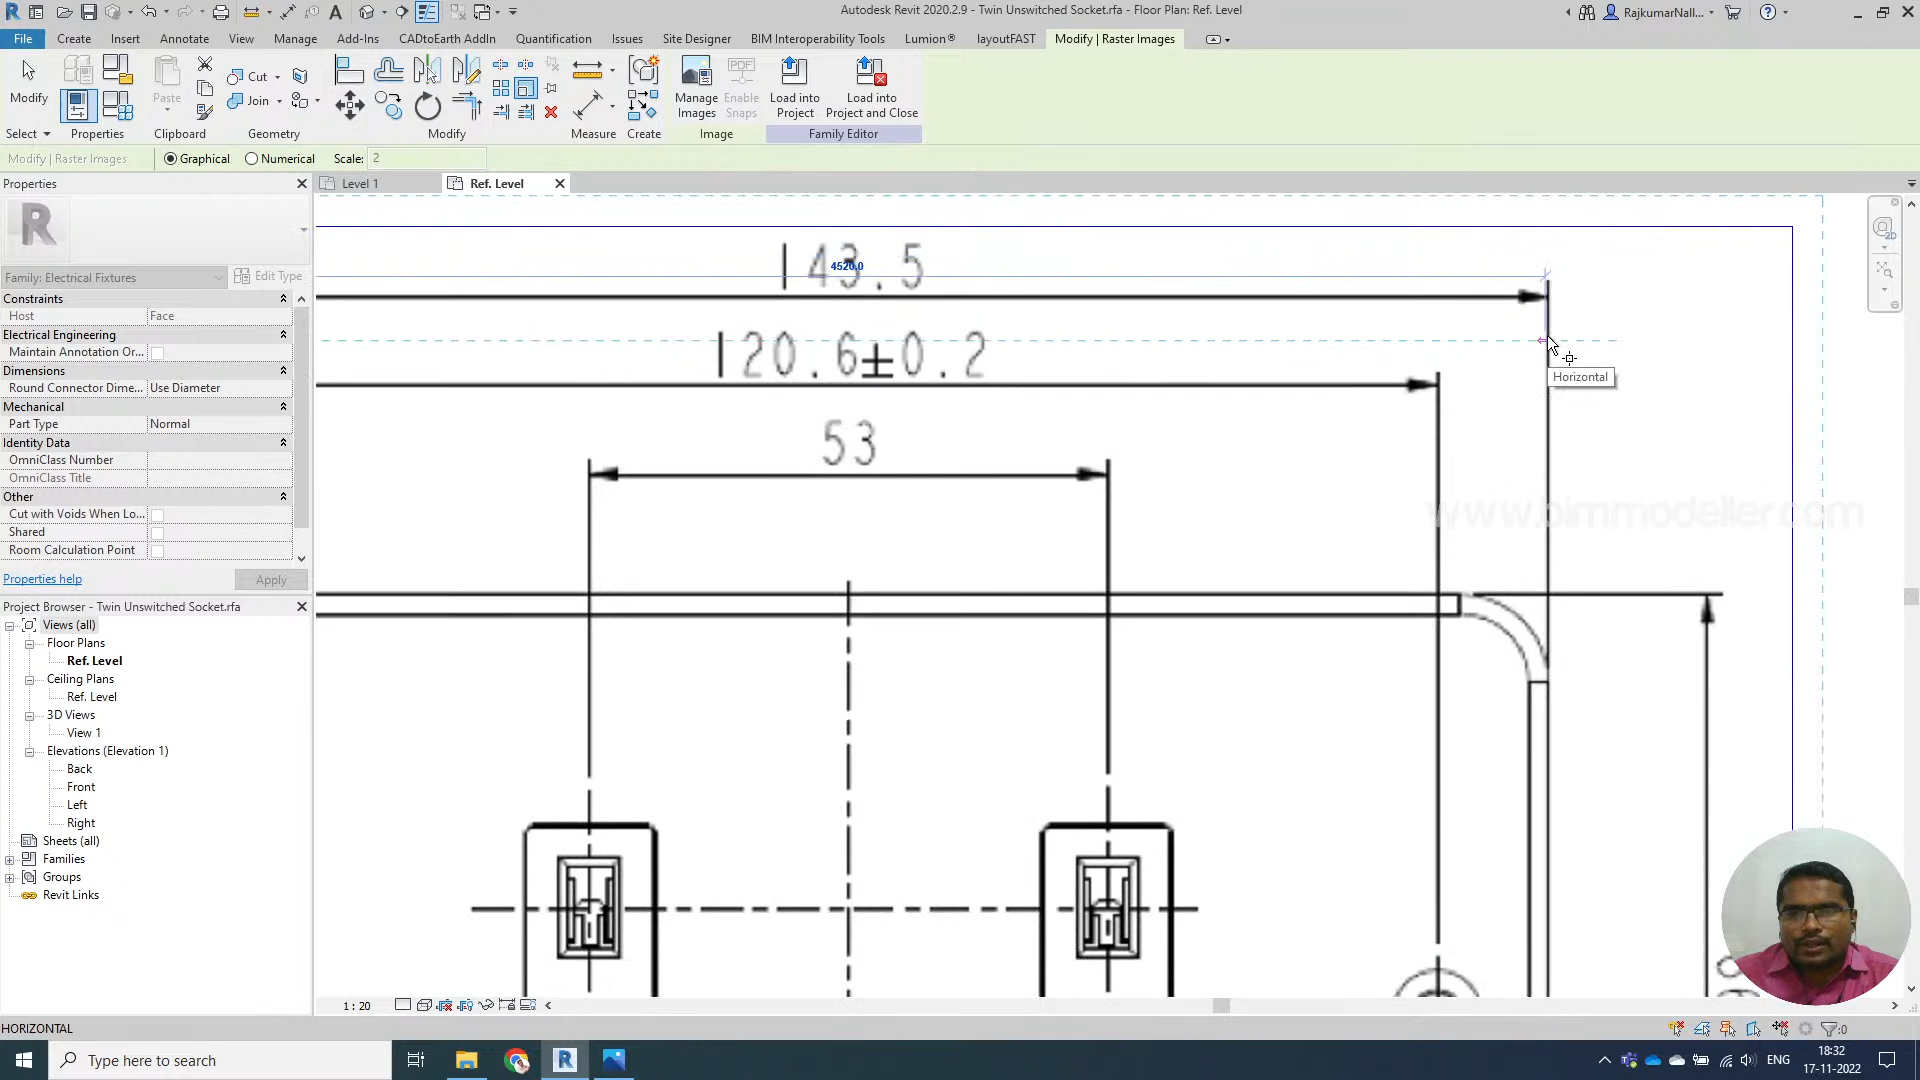 Autodesk Revit 2020.2.9 - Twin Unswitched Socket.rfa - Floor Plan: Ref. Level
RajkumarNall...
File Create Insert Annotate View Manage Add-Ins CADtoEarth AddIn Quantification Issues Site Designer BIM Interoperability Tools Lumion® layoutFAST Modify | Raster Images
Modify
Paste
Cut
Join
Manage Images
Enable Snaps
Load into Project
Load into Project and Close
Select Properties Clipboard Geometry Modify Measure Create Image Family Editor
Modify | Raster Images Graphical Numerical Scale: 2
Properties
Level 1
Ref. Level
Family: Electrical Fixtures Edit Type
Constraints
Host Face
Electrical Engineering
Maintain Annotation Or...
Dimensions
Round Connector Dime... Use Diameter
Mechanical
Part Type Normal
Identity Data
OmniClass Number
OmniClass Title
Other
Cut with Voids When Lo...
Shared
Room Calculation Point
Properties help Apply
Project Browser - Twin Unswitched Socket.rfa
Views (all)
Floor Plans
Ref. Level
Ceiling Plans
Ref. Level
3D Views
View 1
Elevations (Elevation 1)
Back
Front
Left
Right
Sheets (all)
Families
Groups
Revit Links
143.5
4520.0
120.6±0.2
Horizontal
53
www.bimmodeller.com
2D
1 : 20
HORIZONTAL
:0
Type here to search
ENG
18:32
17-11-2022